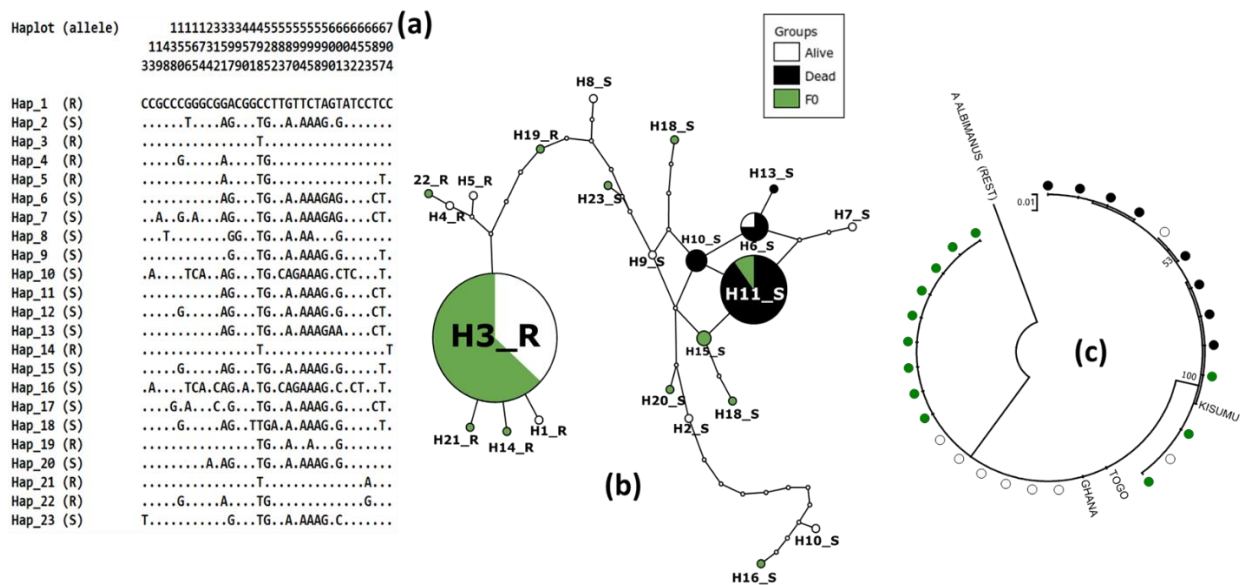 Haplot (allele) 1111123333444555555555666666667
1143556731599579288899999000455890
33988065442179018523704589013223574
Hap_1 (R) CCGCCCGGGCGGACGGCCTTGTTCTAGTATCCTCC
Hap_2 (S) ......T....AG...TG..A.AAAG.G.......
Hap_3 (R) ................T..................
Hap_4 (R) .....G.....A....TG.................
Hap_5 (R) ...........A....TG...............T.
Hap_6 (S) ...........AG...TG..A.AAAGAG....CT.
Hap_7 (S) ..A..G.A...AG...TG..A.AAAGAG....CT.
Hap_8 (S) ...T........GG..TG..A.AA...G.......
Hap_9 (S) ............G...TG..A.AAAG.G.....T.
Hap_10 (S) .A....TCA..AG...TG.CAGAAAG.CTC...T.
Hap_11 (S) ...........AG...TG..A.AAAG.G....CT.
Hap_12 (S) .....G.....AG...TG..A.AAAG.G....CT.
Hap_13 (S) ...........AG...TG..A.AAAGAA....CT.
Hap_14 (R) ................T.................T
Hap_15 (S) .....G.....AG...TG..A.AAAG.G.....T.
Hap_16 (S) .A....TCA.CAG.A.TG.CAGAAAG.C.CT..T.
Hap_17 (S) ....G.A...C.G...TG..A.AAAG.G....CT.
Hap_18 (S) .....G.....AG..TTGA.A.AAAG.G.....T.
Hap_19 (R) ................TG..A..A...G.......
Hap_20 (S) .........A.AG...TG..A.AAAG.G.......
Hap_21 (R) ................T..............A...
Hap_22 (R) .....G.....A....TG.............G...
Hap_23 (S) T...........G...TG..A.AAAG.C.......
(a)
Groups
Alive
Dead
F0
H8_S
H19_R
H18_S
H5_R
22_R
H4_R
H23_S
H13_S
H7_S
H10_S
H6_S
H9_S
H11_S
H3_R
H15_S
H20_S
H18_S
H2_S
H21_R
H14_R
H1_R
(b)
H10_S
H16_S
A ALBIMANUS (REST)
0.01
53
(c)
100
KISUMU
TOGO
GHANA